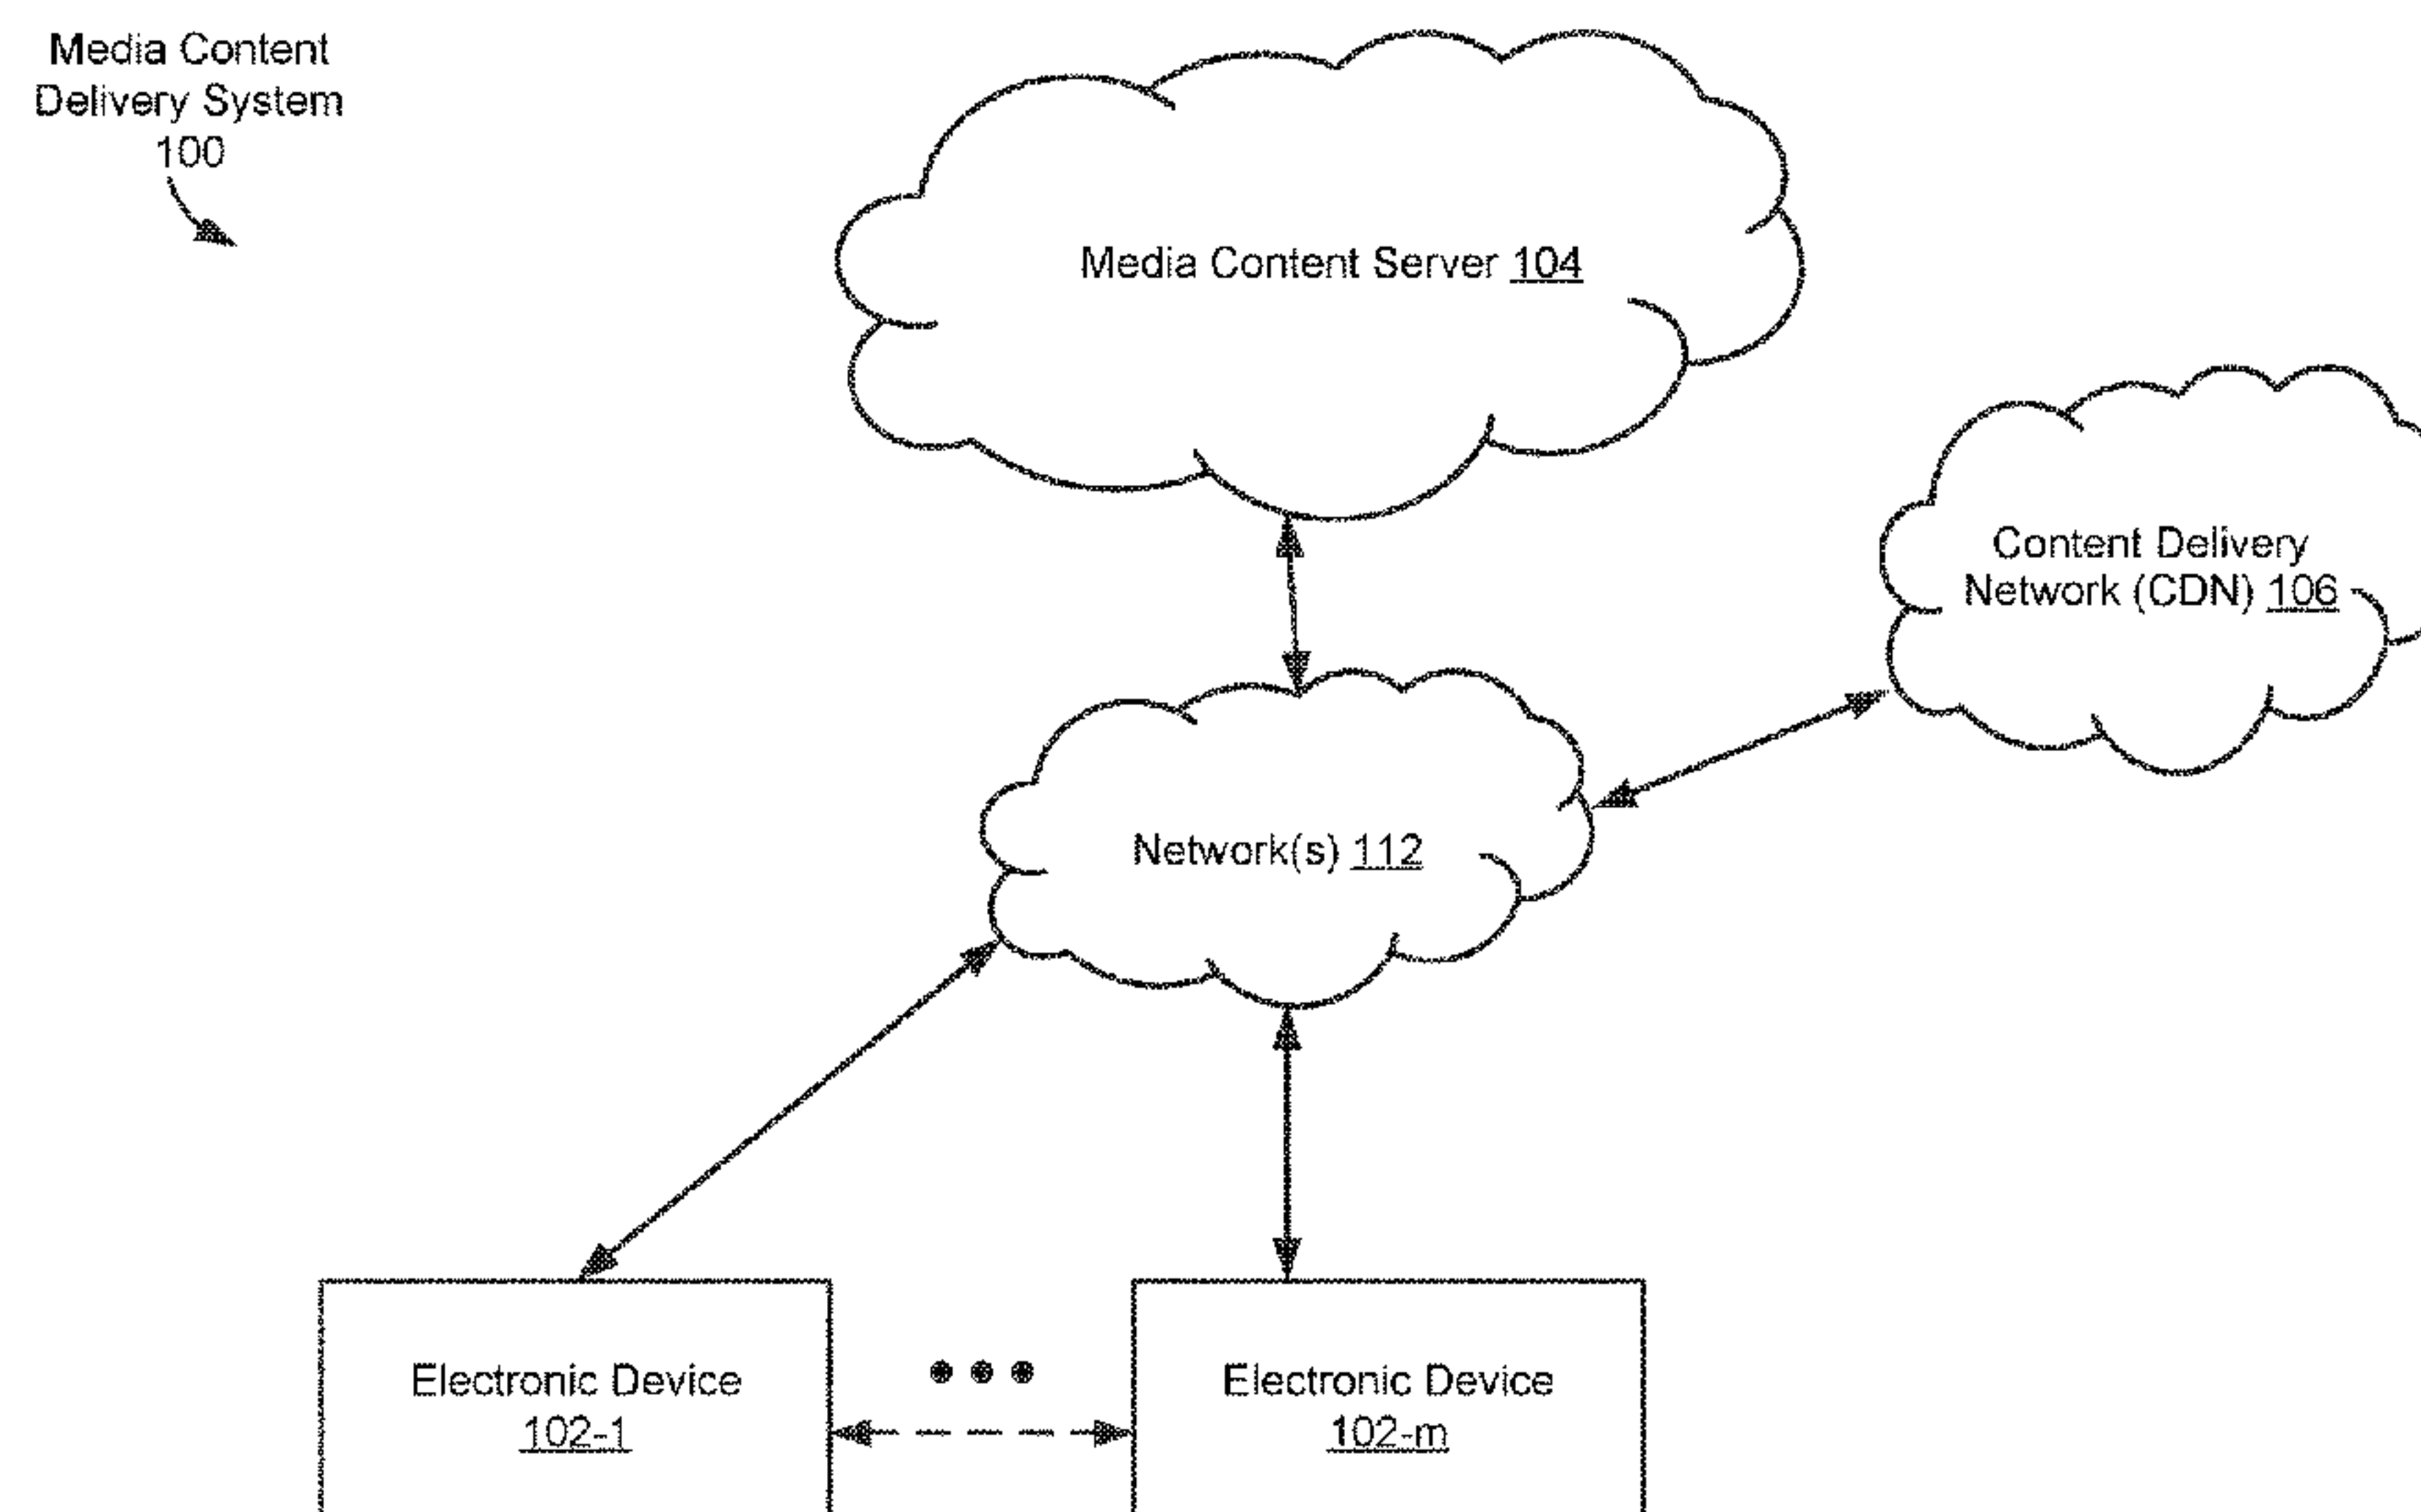 Media Content
Delivery System
100
Media Content Server 104
Content Delivery
Network (CDN) 106
Network(s) 112
Electronic Device
102-1
Electronic Device
102-m